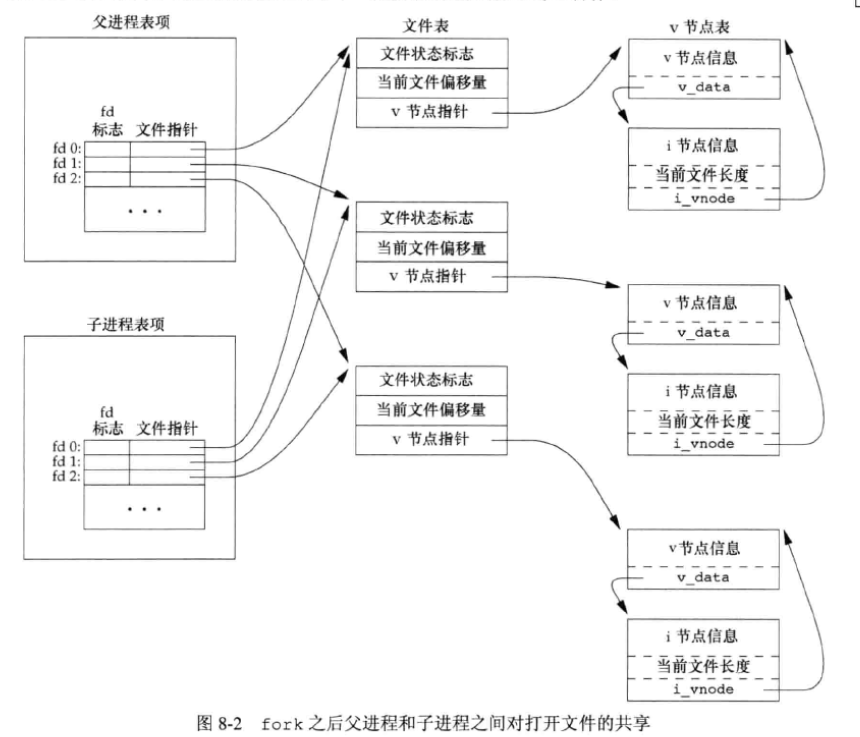 父进程表项
fd
标志 文件指针
fd 0:
fd 1:
fd 2:
...
子进程表项
fd
标志 文件指针
fd 0:
fd 1:
fd 2:
...
文件表
文件状态标志
当前文件偏移量
v 节点指针
文件状态标志
当前文件偏移量
v 节点指针
文件状态标志
当前文件偏移量
v 节点指针
v 节点表
v 节点信息
v_data
i 节点信息
当前文件长度
i_vnode
v 节点信息
v_data
i 节点信息
当前文件长度
i_vnode
v节点信息
v_data
i 节点信息
当前文件长度
i_vnode
图 8-2 fork 之后父进程和子进程之间对打开文件的共享